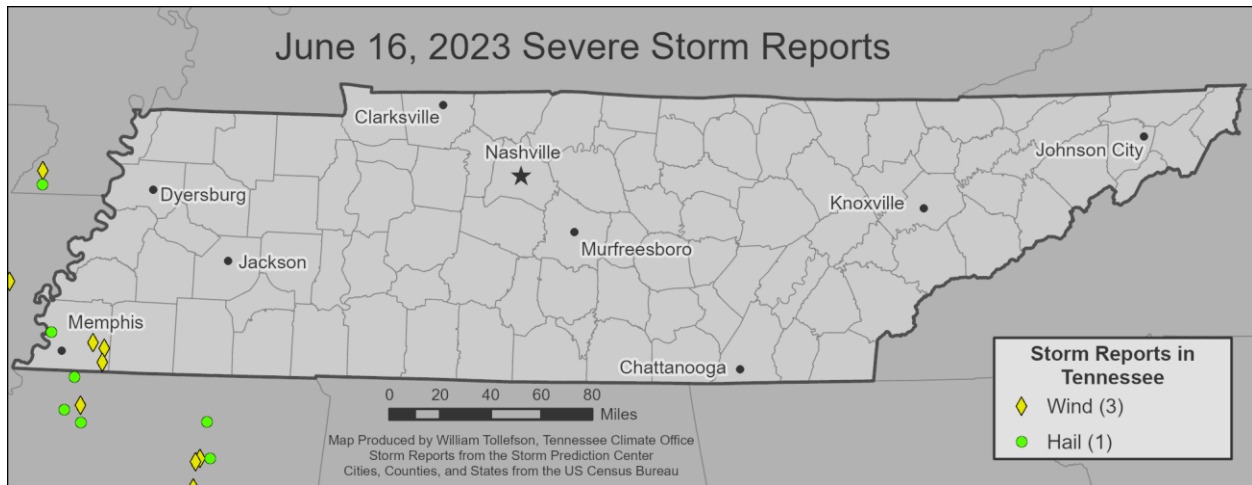 June 16, 2023 Severe Storm Reports
Clarksville
Nashville
Johnson City
Dyersburg
Knoxville
Murfreesboro
Jackson
Memphis
Chattanooga
0 20 40 60 80
Miles
Map Produced by William Tollefson, Tennessee Climate Office
Storm Reports from the Storm Prediction Center
Cities, Counties, and States from the US Census Bureau
Storm Reports in
Tennessee
Wind (3)
Hail (1)